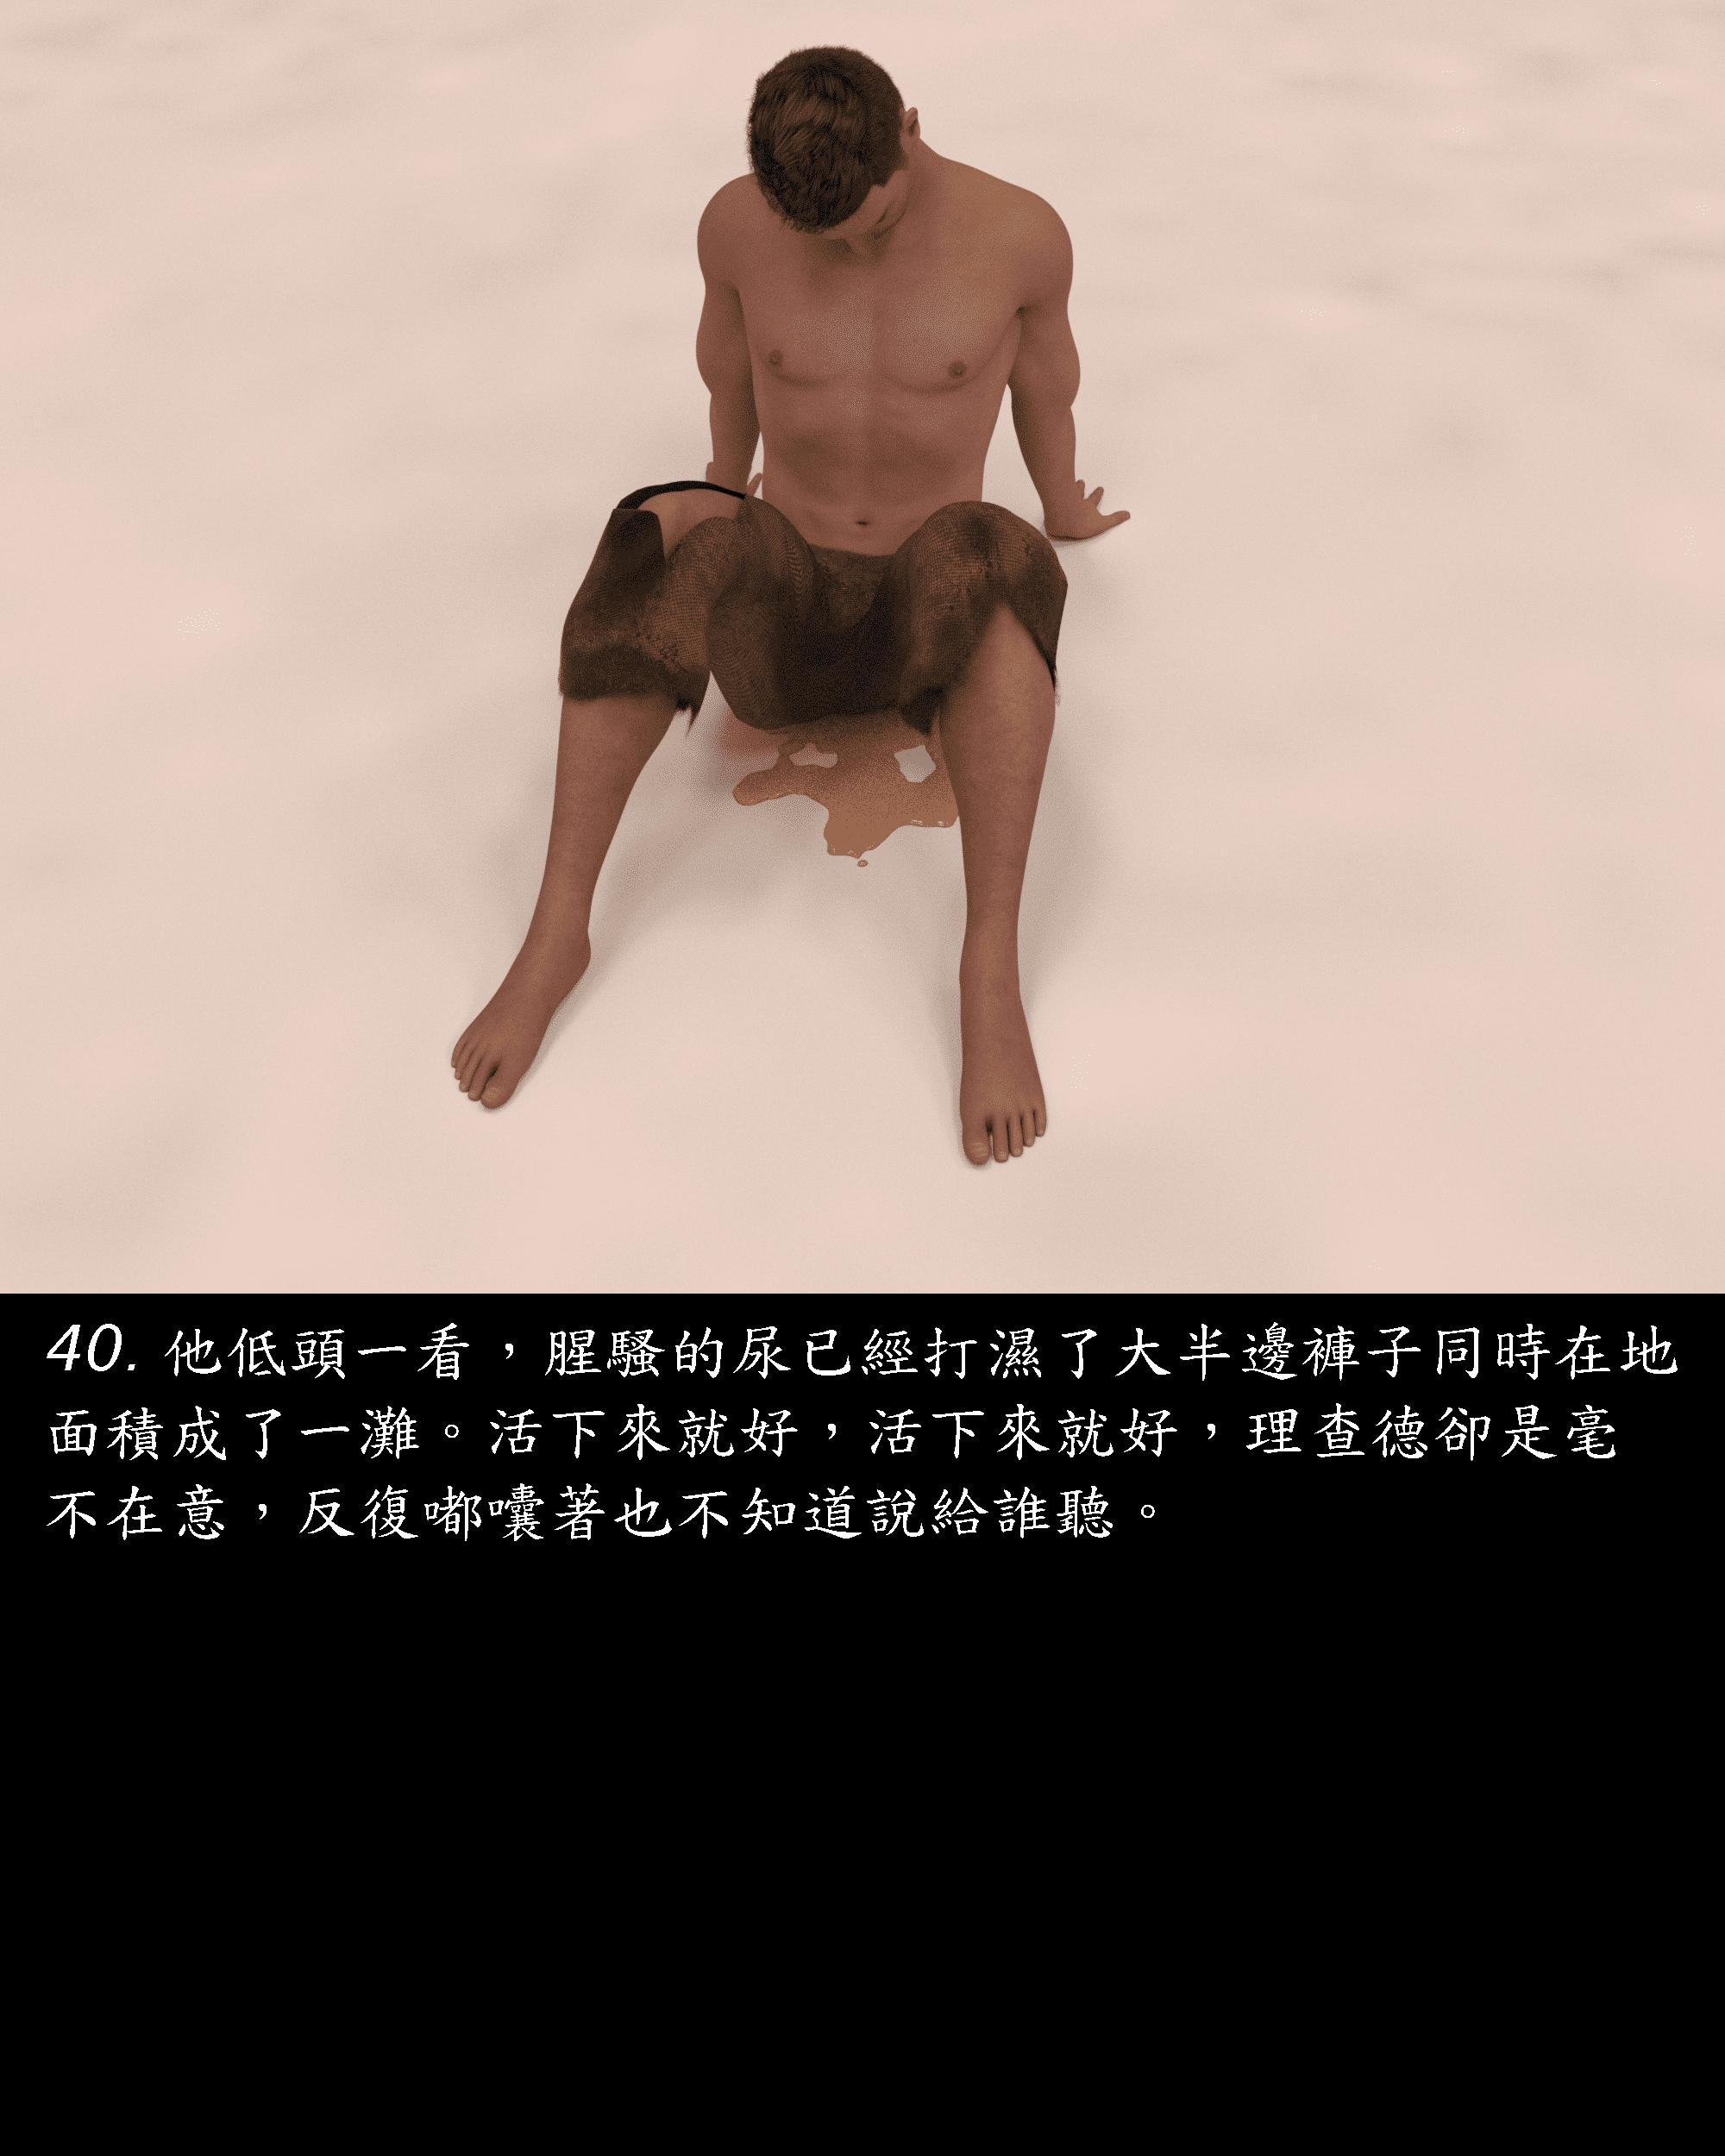 40. 他低頭一看，腥騷的尿已經打濕了大半邊褲子同時在地
面積成了一灘。活下來就好，活下來就好，理查德卻是毫
不在意，反復嘟囔著也不知道說給誰聽。